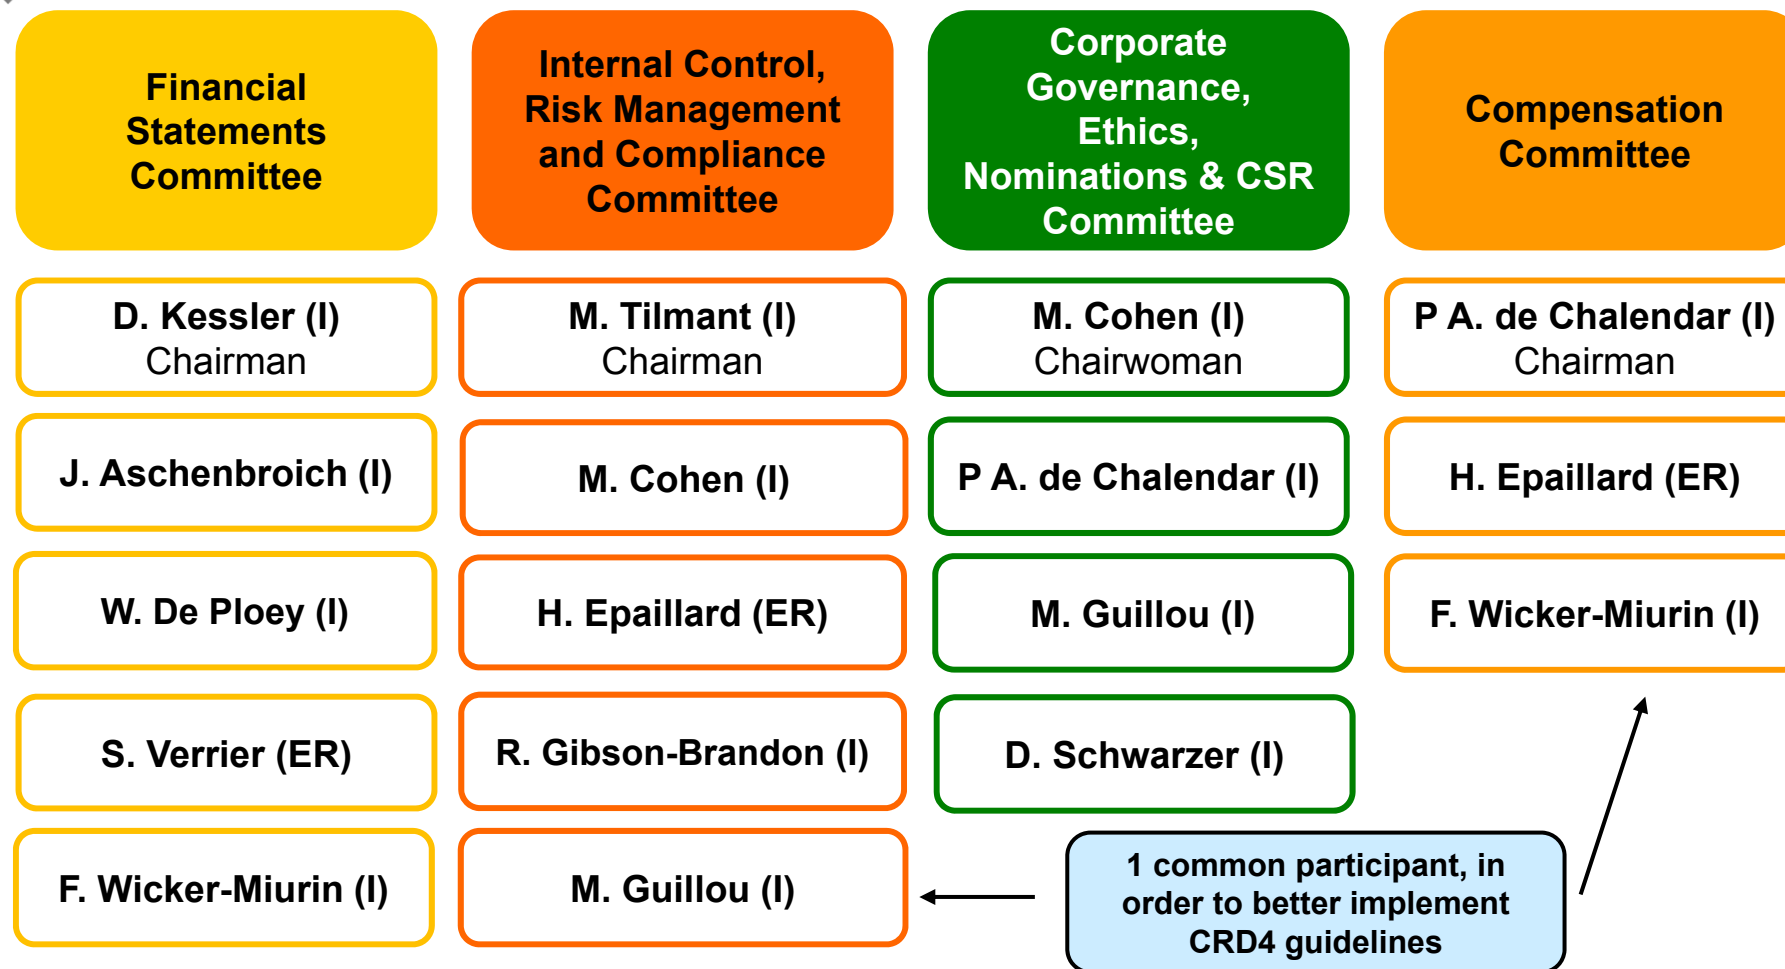 Financial
Statements
Committee
Internal Control,
Risk Management
and Compliance
Committee
Corporate
Governance,
Ethics,
Nominations & CSR
Committee
Compensation
Committee
D. Kessler (I)
Chairman
M. Tilmant (I)
Chairman
M. Cohen (I)
Chairwoman
P A. de Chalendar (I)
Chairman
J. Aschenbroich (I)
M. Cohen (I)
P A. de Chalendar (I)
H. Epaillard (ER)
W. De Ploey (I)
H. Epaillard (ER)
M. Guillou (I)
F. Wicker-Miurin (I)
S. Verrier (ER)
R. Gibson-Brandon (I)
D. Schwarzer (I)
F. Wicker-Miurin (I)
M. Guillou (I)
1 common participant, in
order to better implement
CRD4 guidelines